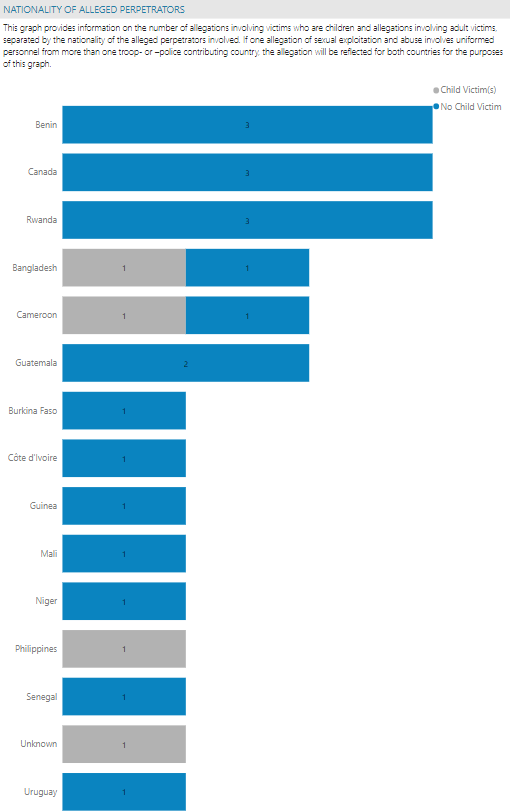 NATIONALITY OF ALLEGED PERPETRATORS
This graph provides information on the number of allegations involving victims who are children and allegations involving adult victims,
separated by the nationality of the alleged perpetrators involved. If one allegation of sexual exploitation and abuse involves uniformed
personnel from more than one troop- or –police contributing country, the allegation will be reflected for both countries for the purposes
of this graph.
Child Victim(s)
No Child Victim
Benin 3
Canada 3
Rwanda 3
Bangladesh 1 1
Cameroon 1 1
Guatemala 2
Burkina Faso 1
Côte d'Ivoire 1
Guinea 1
Mali 1
Niger 1
Philippines 1
Senegal 1
Unknown 1
Uruguay 1